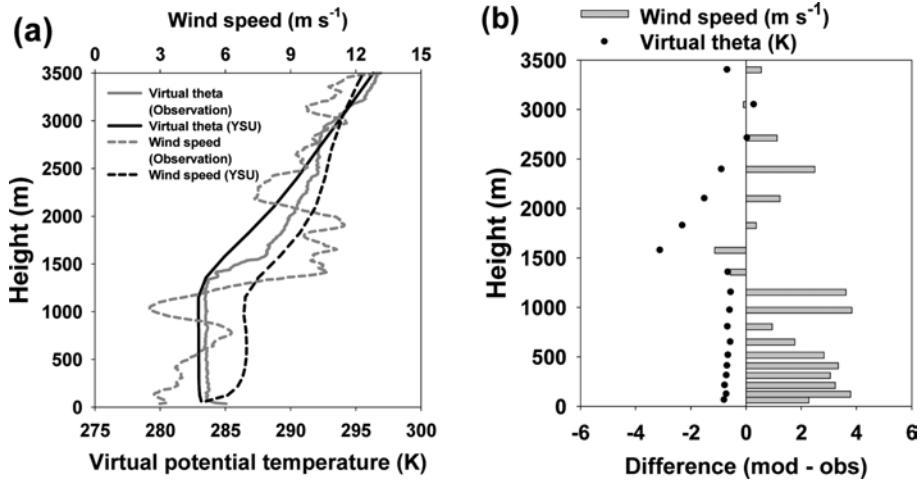 (a)
Wind speed (m s⁻¹)
0 3 6 9 12 15
3500
3000
2500
2000
1500
1000
500
0
Height (m)
Virtual theta
(Observation)
Virtual theta (YSU)
Wind speed
(Observation)
Wind speed (YSU)
275 280 285 290 295 300
Virtual potential temperature (K)
(b)
Wind speed (m s⁻¹)
Virtual theta (K)
3500
3000
2500
2000
1500
1000
500
0
Height (m)
-6 -4 -2 0 2 4 6
Difference (mod - obs)